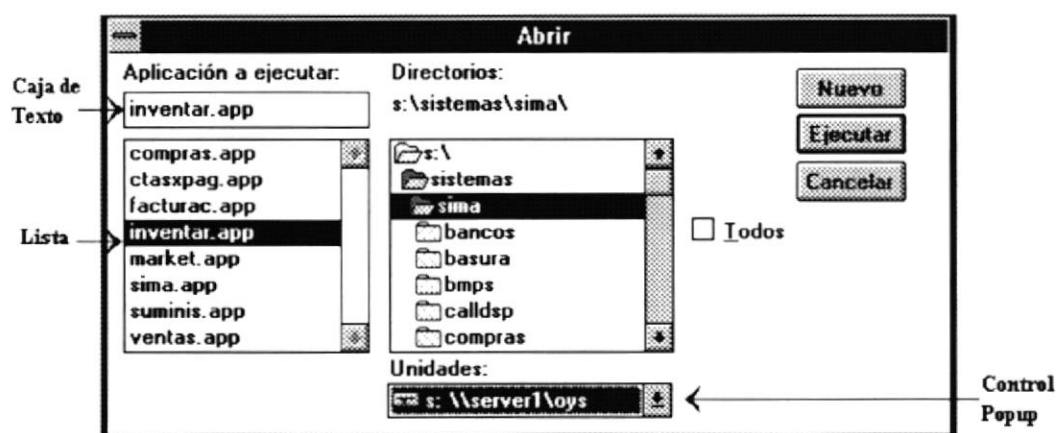 Abrir
Aplicación a ejecutar:
Directorios:
Caja de
Texto
inventar.app
s:\sistemas\sima\
Nuevo
Ejecutar
Cancelar
compras.app
ctasxpag.app
facturac.app
inventar.app
market.app
sima.app
suminis.app
ventas.app
Lista
s:\
sistemas
sima
bancos
basura
bmps
calldsp
compras
Todos
Unidades:
s: \\server1\oys
Control
Popup